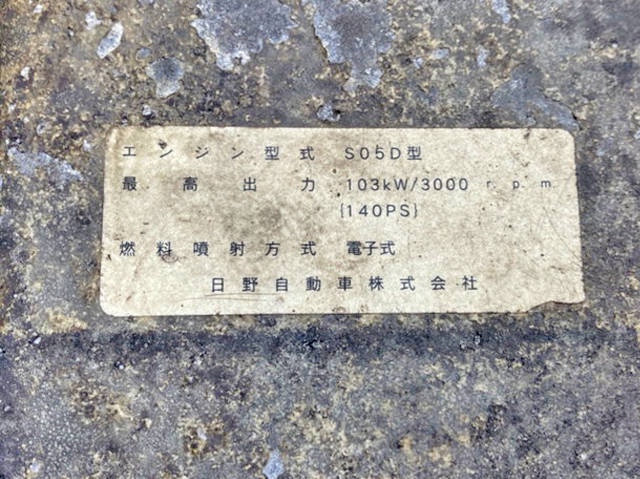 エンジン型式 S05D型
最高出力 103kW/3000 rpm
{140PS}
燃料噴射方式 電子式
日野自動車株式会社